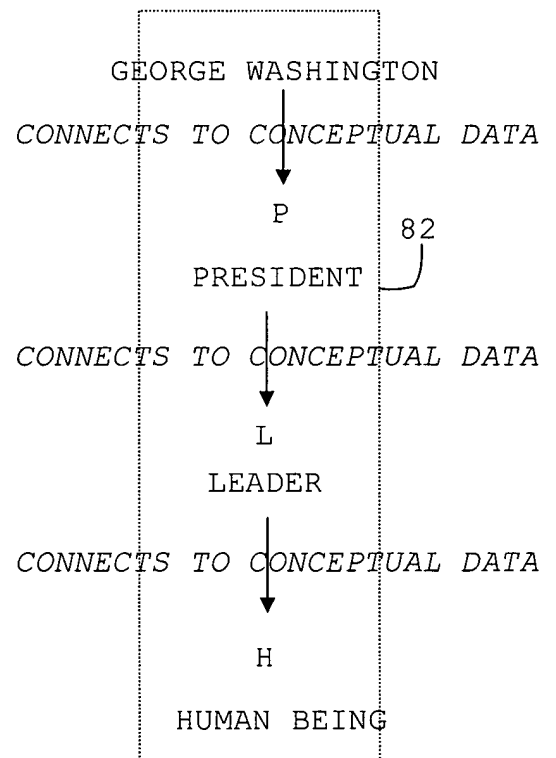 GEORGE WASHINGTON
CONNECTS TO CONCEPTUAL DATA
P
82
PRESIDENT
CONNECTS TO CONCEPTUAL DATA
L
LEADER
CONNECTS TO CONCEPTUAL DATA
H
HUMAN BEING